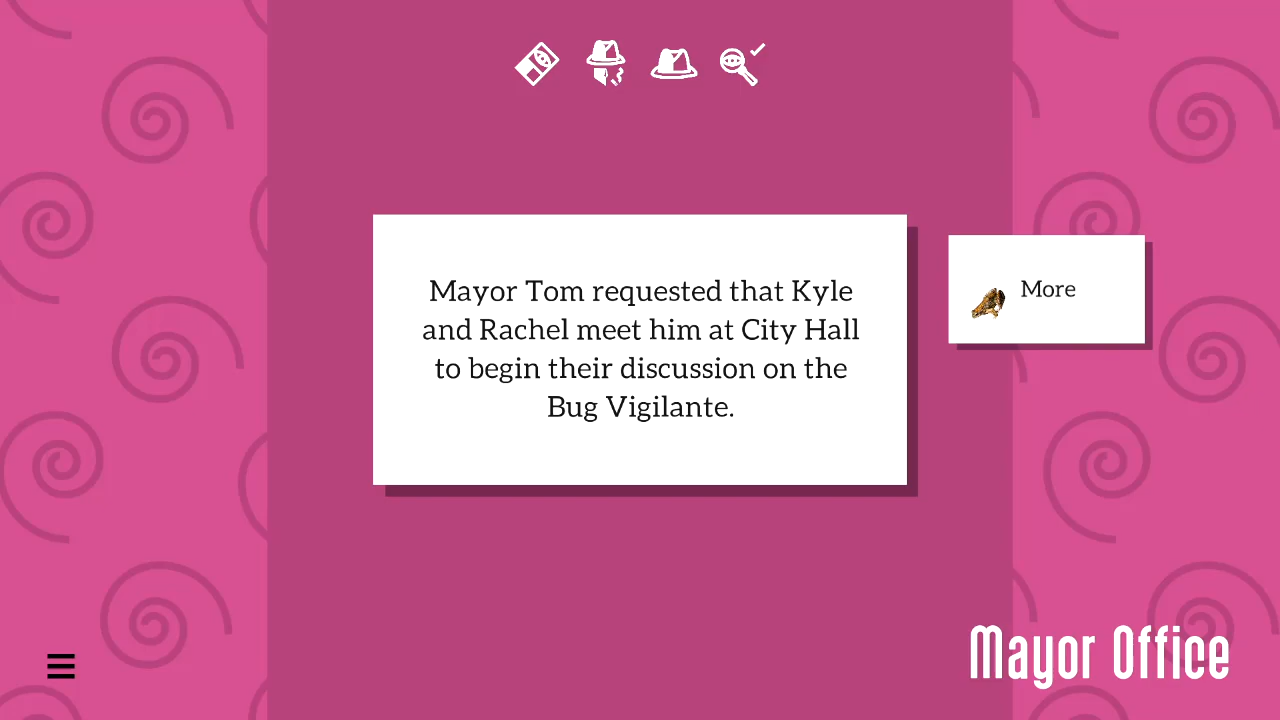 Mayor Tom requested that Kyle
and Rachel meet him at City Hall
to begin their discussion on the
Bug Vigilante.
More
Mayor Office